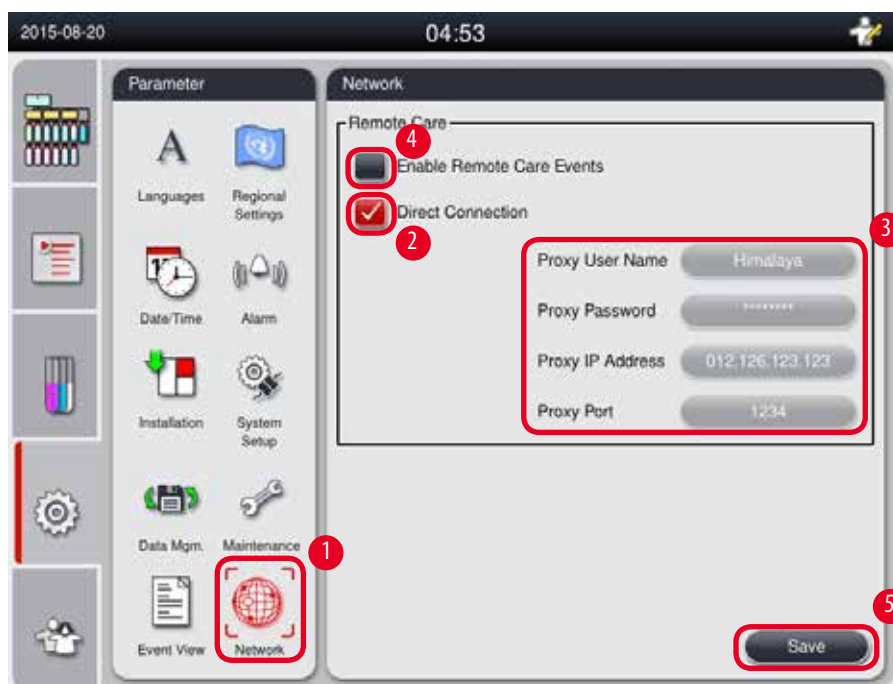 2015-08-20
04:53
Parameter
Languages
Regional
Settings
Date/Time
Alarm
Installation
System
Setup
Data Mgm.
Maintenance
Event View
Network
1
Network
Remote Care
4
Enable Remote Care Events
Direct Connection
2
3
Proxy User Name
Himalaya
Proxy Password
********
Proxy IP Address
012.126.123.123
Proxy Port
1234
5
Save